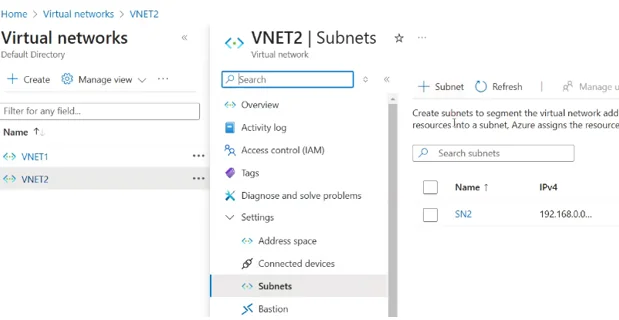 Home > Virtual networks > VNET2
Virtual networks «
Default Directory
+ Create Manage view ...
Filter for any field...
Name ↑↓
VNET1 ...
VNET2 ...
VNET2 | Subnets ☆ ...
Virtual network
Search «
Overview
Activity log
Access control (IAM)
Tags
Diagnose and solve problems
Settings
Address space
Connected devices
Subnets
Bastion
+ Subnet Refresh | Manage u
Create subnets to segment the virtual network add
resources into a subnet, Azure assigns the resource
Search subnets
Name ↑ IPv4
SN2 192.168.0.0...